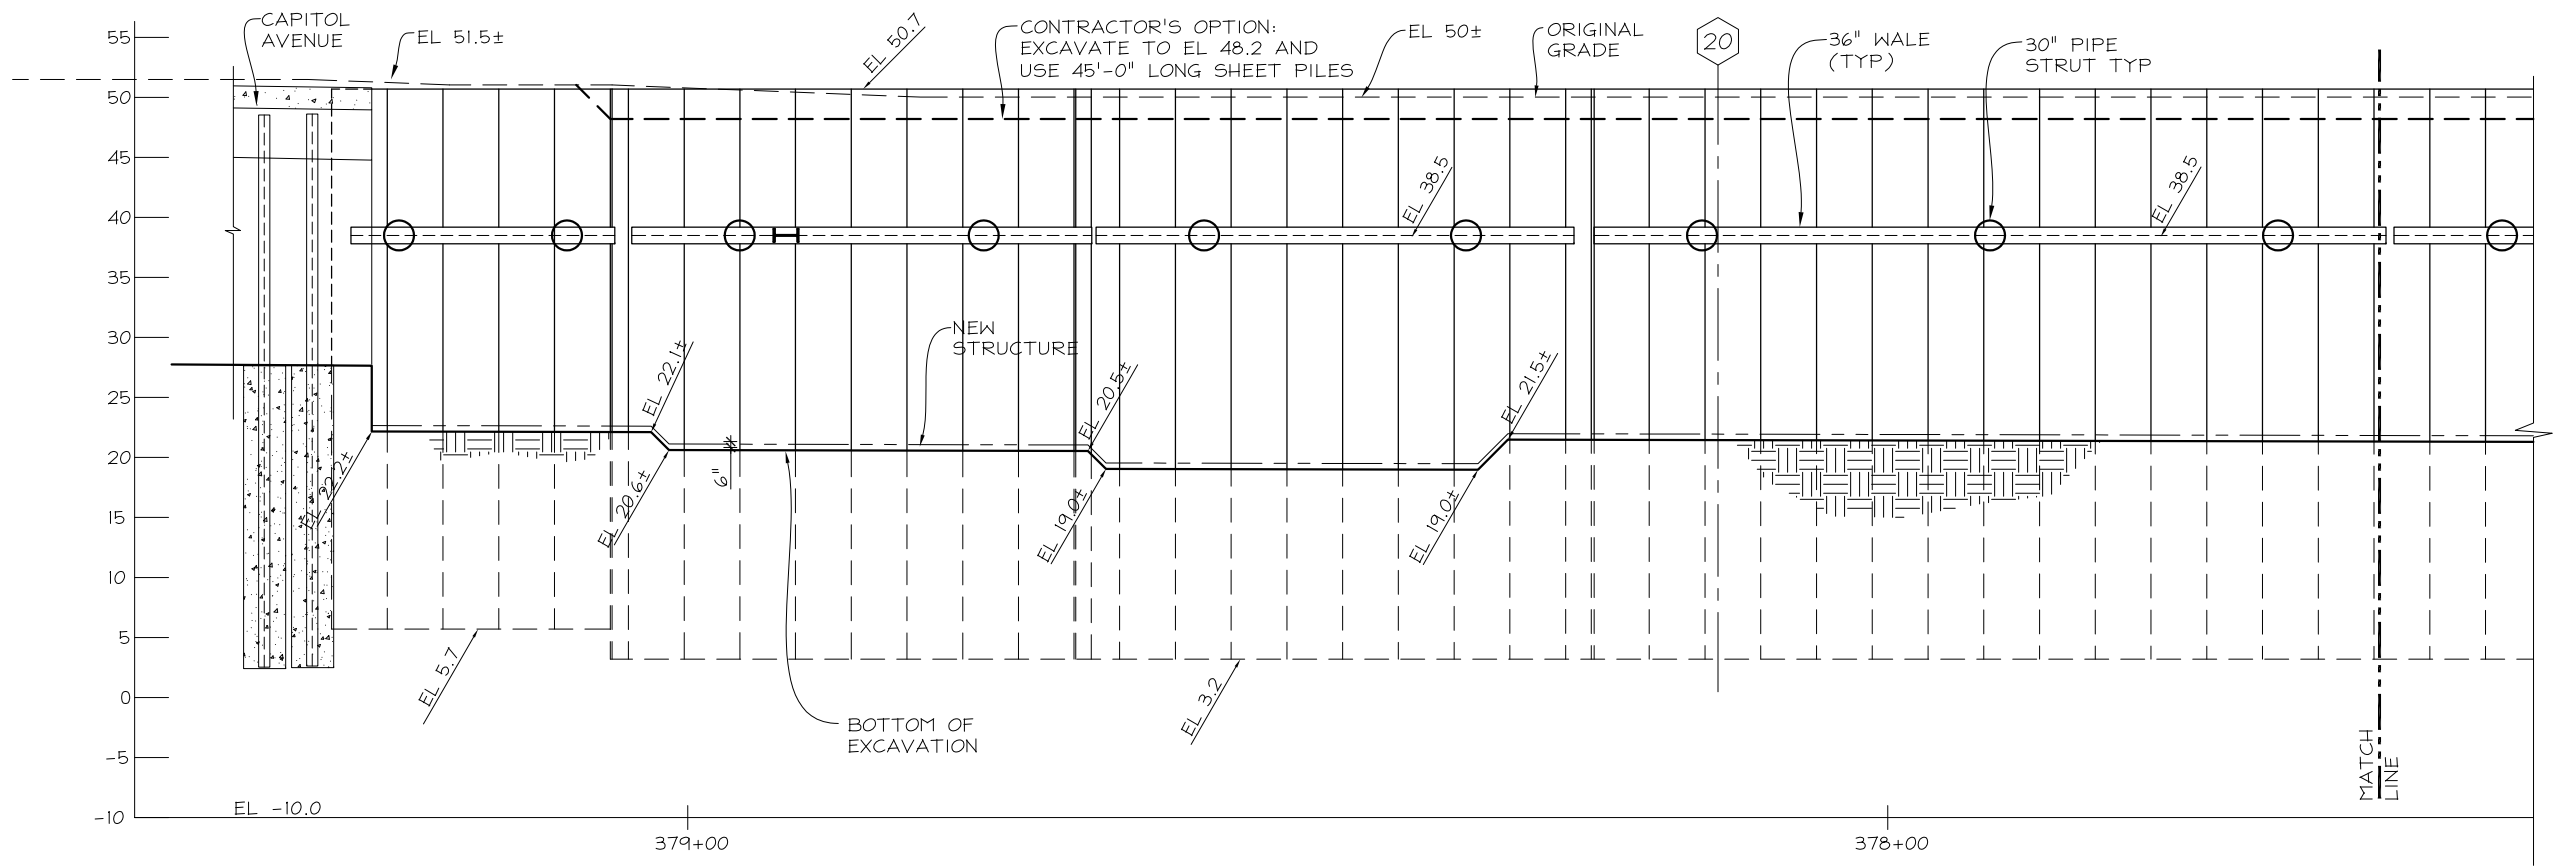 CAPITOL
AVENUE
EL 51.5±
EL 50.7
CONTRACTOR'S OPTION:
EXCAVATE TO EL 48.2 AND
USE 45'-0" LONG SHEET PILES
EL 50±
ORIGINAL
GRADE
20
36" WALE
(TYP)
30" PIPE
STRUT TYP
55
50
45
40
35
30
25
20
15
10
5
0
-5
-10
EL 38.5
EL 38.5
NEW
STRUCTURE
EL 22.1±
EL 20.5±
EL 21.5±
EL 22.2±
EL 20.6±
6"
EL 19.0±
EL 19.0±
EL 5.7
EL 3.2
BOTTOM OF
EXCAVATION
MATCH
LINE
EL -10.0
379+00
378+00